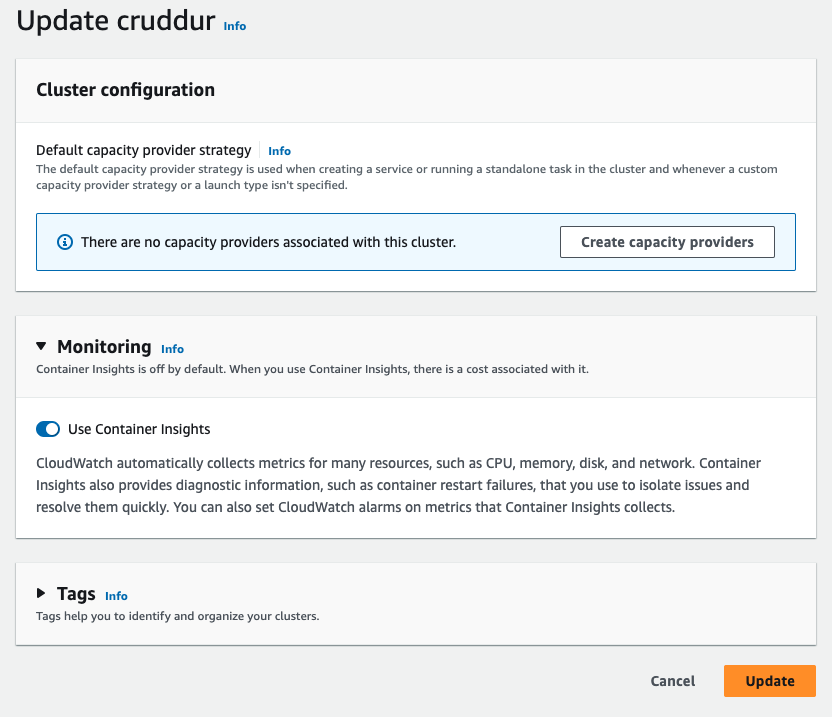 Update cruddur Info
Cluster configuration
Default capacity provider strategy Info
The default capacity provider strategy is used when creating a service or running a standalone task in the cluster and whenever a custom
capacity provider strategy or a launch type isn't specified.
There are no capacity providers associated with this cluster. Create capacity providers
Monitoring Info
Container Insights is off by default. When you use Container Insights, there is a cost associated with it.
Use Container Insights
CloudWatch automatically collects metrics for many resources, such as CPU, memory, disk, and network. Container
Insights also provides diagnostic information, such as container restart failures, that you use to isolate issues and
resolve them quickly. You can also set CloudWatch alarms on metrics that Container Insights collects.
Tags Info
Tags help you to identify and organize your clusters.
Cancel Update